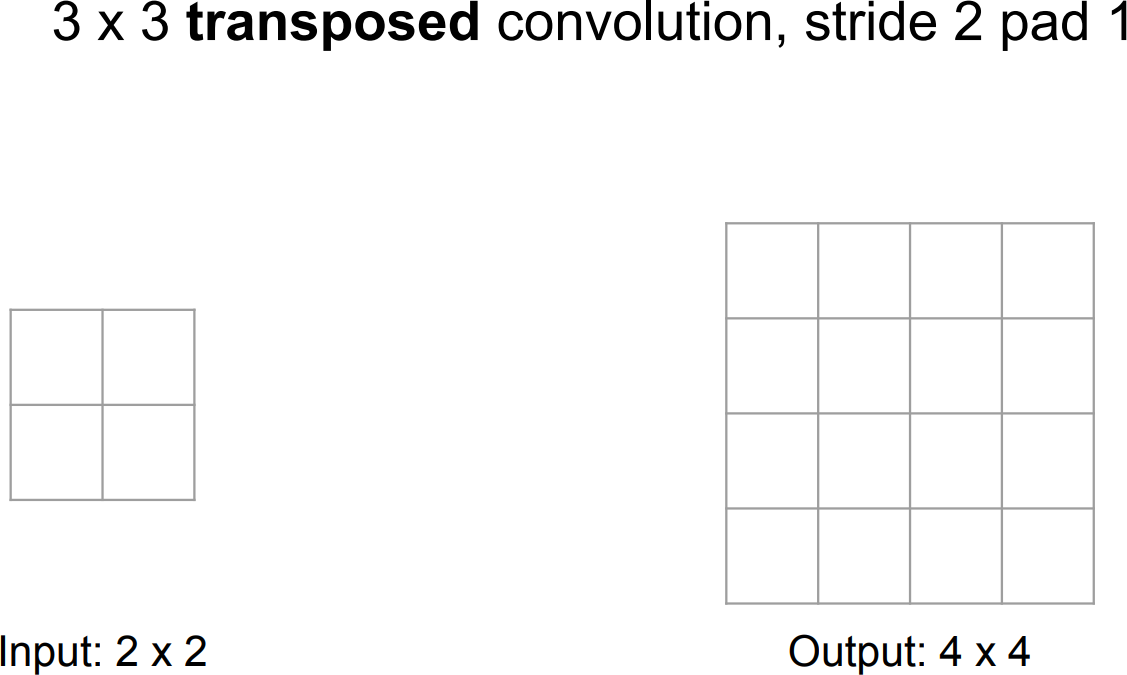 3 x 3 transposed convolution, stride 2 pad 1
Input: 2 x 2
Output: 4 x 4